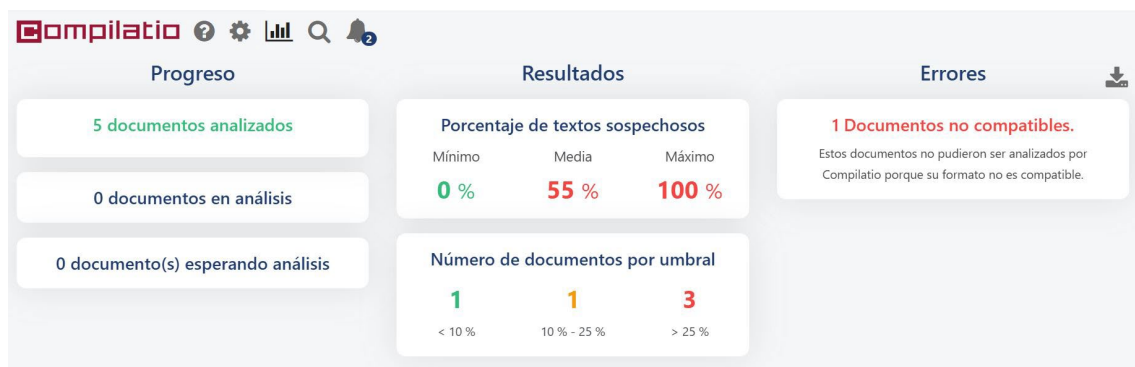 Compilatio
2
Progreso
5 documentos analizados
0 documentos en análisis
0 documento(s) esperando análisis
Resultados
Porcentaje de textos sospechosos
Mínimo Media Máximo
0 % 55 % 100 %
Número de documentos por umbral
1 1 3
< 10 % 10 % - 25 % > 25 %
Errores
1 Documentos no compatibles.
Estos documentos no pudieron ser analizados por
Compilatio porque su formato no es compatible.